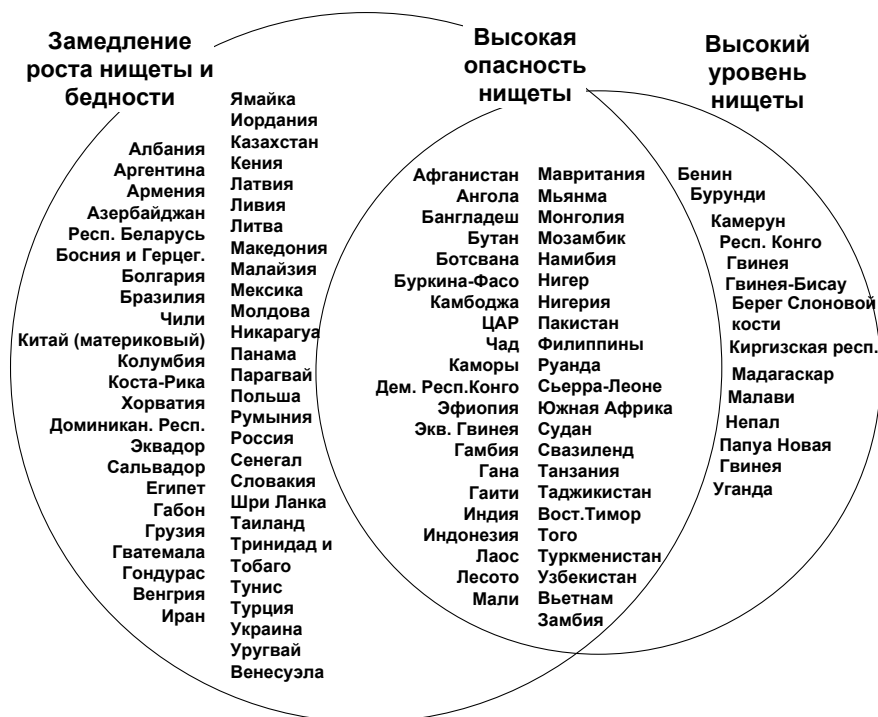 Замедление
роста нищеты и
бедности
Албания
Аргентина
Армения
Азербайджан
Респ. Беларусь
Босния и Герцег.
Болгария
Бразилия
Чили
Китай (материковый)
Колумбия
Коста-Рика
Хорватия
Доминикан. Респ.
Эквадор
Сальвадор
Египет
Габон
Грузия
Гватемала
Гондурас
Венгрия
Иран
Ямайка
Иордания
Казахстан
Кения
Латвия
Ливия
Литва
Македония
Малайзия
Мексика
Молдова
Никарагуа
Панама
Парагвай
Польша
Румыния
Россия
Сенегал
Словакия
Шри Ланка
Таиланд
Тринидад и
Тобаго
Тунис
Турция
Украина
Уругвай
Венесуэла
Высокая
опасность
нищеты
Афганистан
Ангола
Бангладеш
Бутан
Ботсвана
Буркина-Фасо
Камбоджа
ЦАР
Чад
Каморы
Дем. Респ.Конго
Эфиопия
Экв. Гвинея
Гамбия
Гана
Гаити
Индия
Индонезия
Лаос
Лесото
Мали
Мавритания
Мьянма
Монголия
Мозамбик
Намибия
Нигер
Нигерия
Пакистан
Филиппины
Руанда
Сьерра-Леоне
Южная Африка
Судан
Свазиленд
Танзания
Таджикистан
Вост.Тимор
Того
Туркменистан
Узбекистан
Вьетнам
Замбия
Высокий
уровень
нищеты
Бенин
Бурунди
Камерун
Респ. Конго
Гвинея
Гвинея-Бисау
Берег Слоновой
кости
Киргизская респ.
Мадагаскар
Малави
Непал
Папуа Новая
Гвинея
Уганда